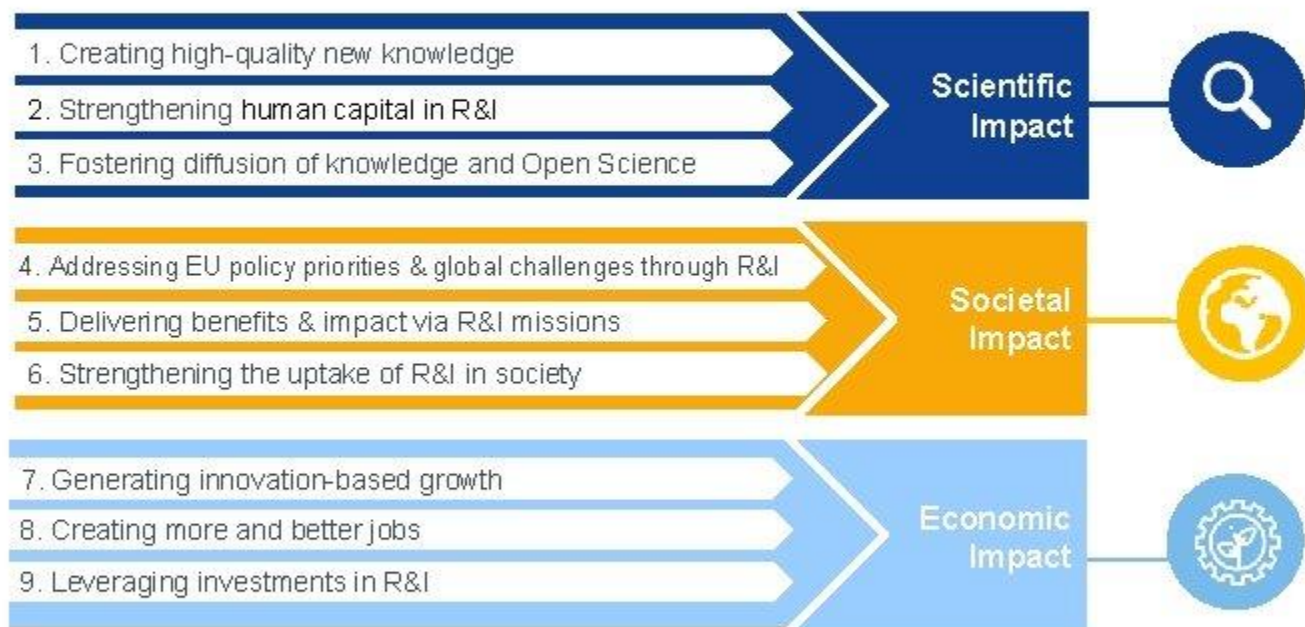 1. Creating high-quality new knowledge
2. Strengthening human capital in R&I
3. Fostering diffusion of knowledge and Open Science
Scientific
Impact
4. Addressing EU policy priorities & global challenges through R&I
5. Delivering benefits & impact via R&I missions
6. Strengthening the uptake of R&I in society
Societal
Impact
7. Generating innovation-based growth
8. Creating more and better jobs
9. Leveraging investments in R&I
Economic
Impact